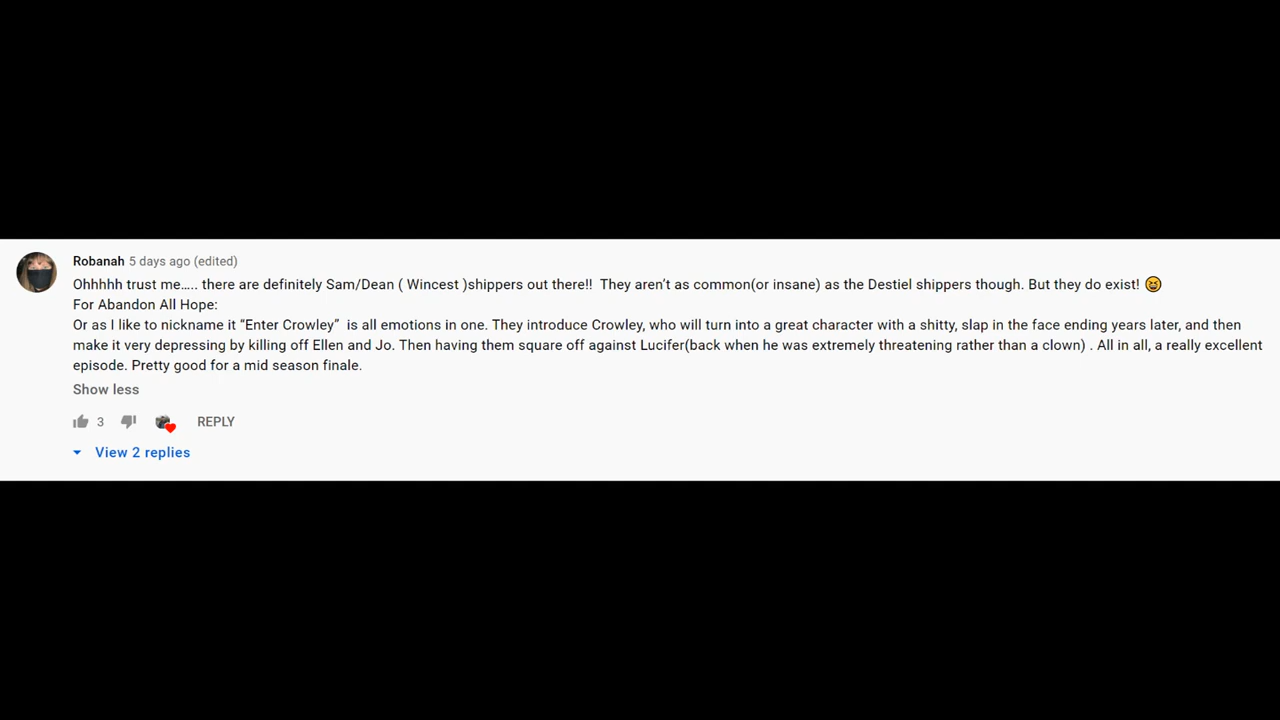 Robanah 5 days ago (edited)
Ohhhhh trust me..... there are definitely Sam/Dean ( Wincest )shippers out there!!  They aren’t as common(or insane) as the Destiel shippers though. But they do exist! 😆
For Abandon All Hope:
Or as I like to nickname it “Enter Crowley”  is all emotions in one. They introduce Crowley, who will turn into a great character with a shitty, slap in the face ending years later, and then
make it very depressing by killing off Ellen and Jo. Then having them square off against Lucifer(back when he was extremely threatening rather than a clown) . All in all, a really excellent
episode. Pretty good for a mid season finale.
Show less
3 REPLY
View 2 replies